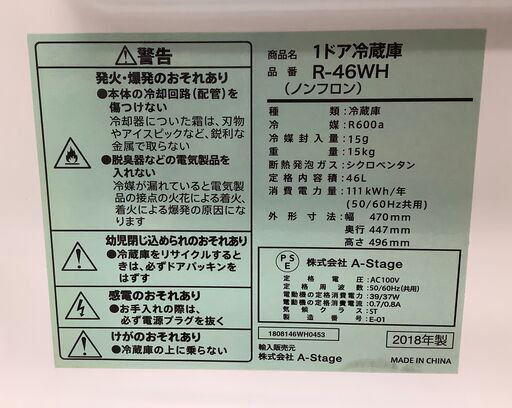 警告
発火・爆発のおそれあり
●本体の冷却回路(配管)を
傷つけない
冷却器についた霜は、刃物
やアイスピックなど、鋭利な
金属で取らない
●脱臭器などの電気製品を
入れない
冷媒が漏れていると電気製
品の接点の火花による着火、
着火による爆発の原因にな
ります
幼児閉じ込められのおそれあり
●冷蔵庫をリサイクルすると
きは、必ずドアパッキンを
はずす
感電のおそれあり
●お手入れの際は、
必ず電源プラグを抜く
けがのおそれあり
●冷蔵庫の上に乗らない
商品名 1ドア冷蔵庫
品番 R-46WH
(ノンフロン)
種類:冷蔵庫
冷媒:R600a
冷媒封入量:15g
重量:15kg
断熱発泡ガス:シクロペンタン
定格内容積:46L
消費電力量:111kWh/年
(50/60Hz共用)
外形寸法:幅 470mm
奥行 447mm
高さ 496mm
PSE 株式会社 A-Stage
定格電圧:AC100V
定格周波数:50/60Hz(共用)
電動機の定格消費電力:39/37W
電動機の定格消費電流:0.7/0.8A
気候クラス:ST
製造番号:E-01
1808146WH0453
輸入販売元
株式会社 A-Stage
2018年製
MADE IN CHINA